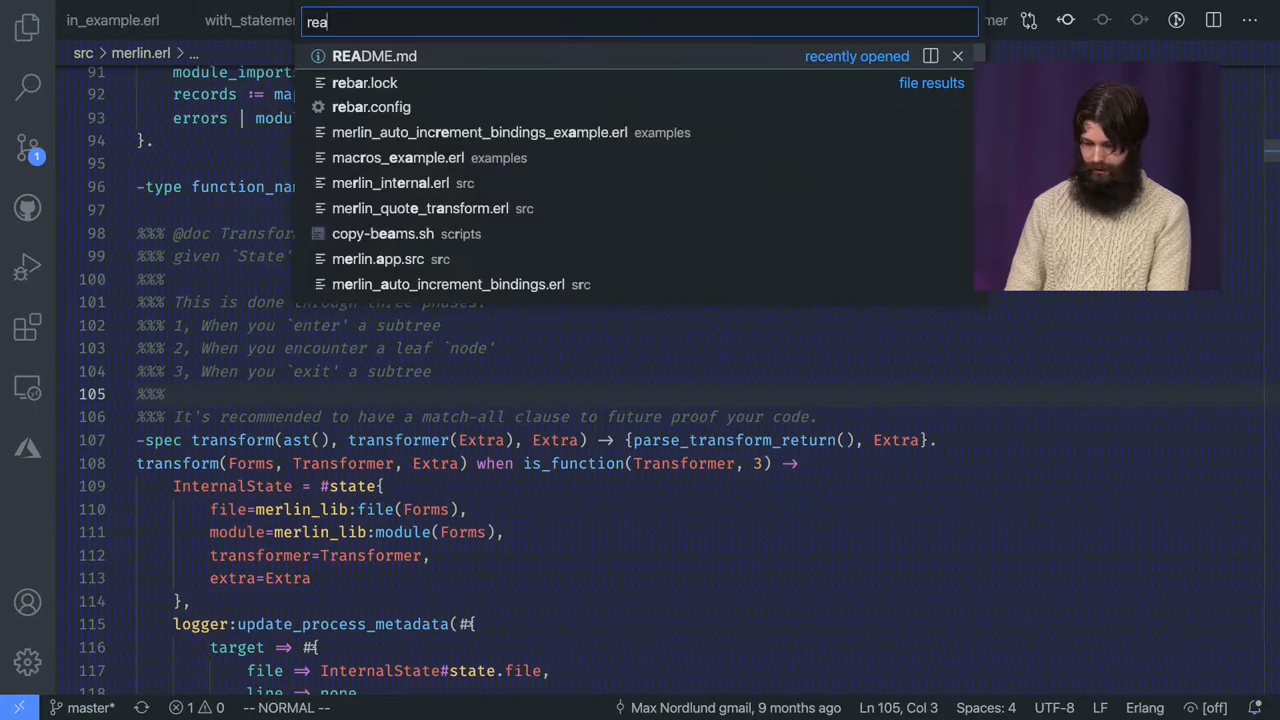 in_example.erl
with_statemen
rea
mer
src > merlin.erl > ...
README.md
recently opened
rebar.lock
file results
rebar.config
merlin_auto_increment_bindings_example.erl examples
macros_example.erl examples
merlin_internal.erl src
merlin_quote_transform.erl src
copy-beams.sh scripts
merlin.app.src src
merlin_auto_increment_bindings.erl src
91 module_imports
92 records := ma
93 errors | modu
94 }.
95
96 -type function_nam
97
98 %%% @doc Transfor
99 %%% given `State'
100 %%%
101 %%% This is done through three phases.
102 %%% 1, When you `enter' a subtree
103 %%% 2, When you encounter a leaf `node'
104 %%% 3, When you `exit' a subtree
105 %%%
106 %%% It's recommended to have a match-all clause to future proof your code.
107 -spec transform(ast(), transformer(Extra), Extra) -> {parse_transform_return(), Extra}.
108 transform(Forms, Transformer, Extra) when is_function(Transformer, 3) ->
109 InternalState = #state{
110 file=merlin_lib:file(Forms),
111 module=merlin_lib:module(Forms),
112 transformer=Transformer,
113 extra=Extra
114 },
115 logger:update_process_metadata(#{
116 target => #{
117 file => InternalState#state.file,
118 line => none
1
master* 1 0 -- NORMAL -- Max Nordlund gmail, 9 months ago Ln 105, Col 3 Spaces: 4 UTF-8 LF Erlang [off]